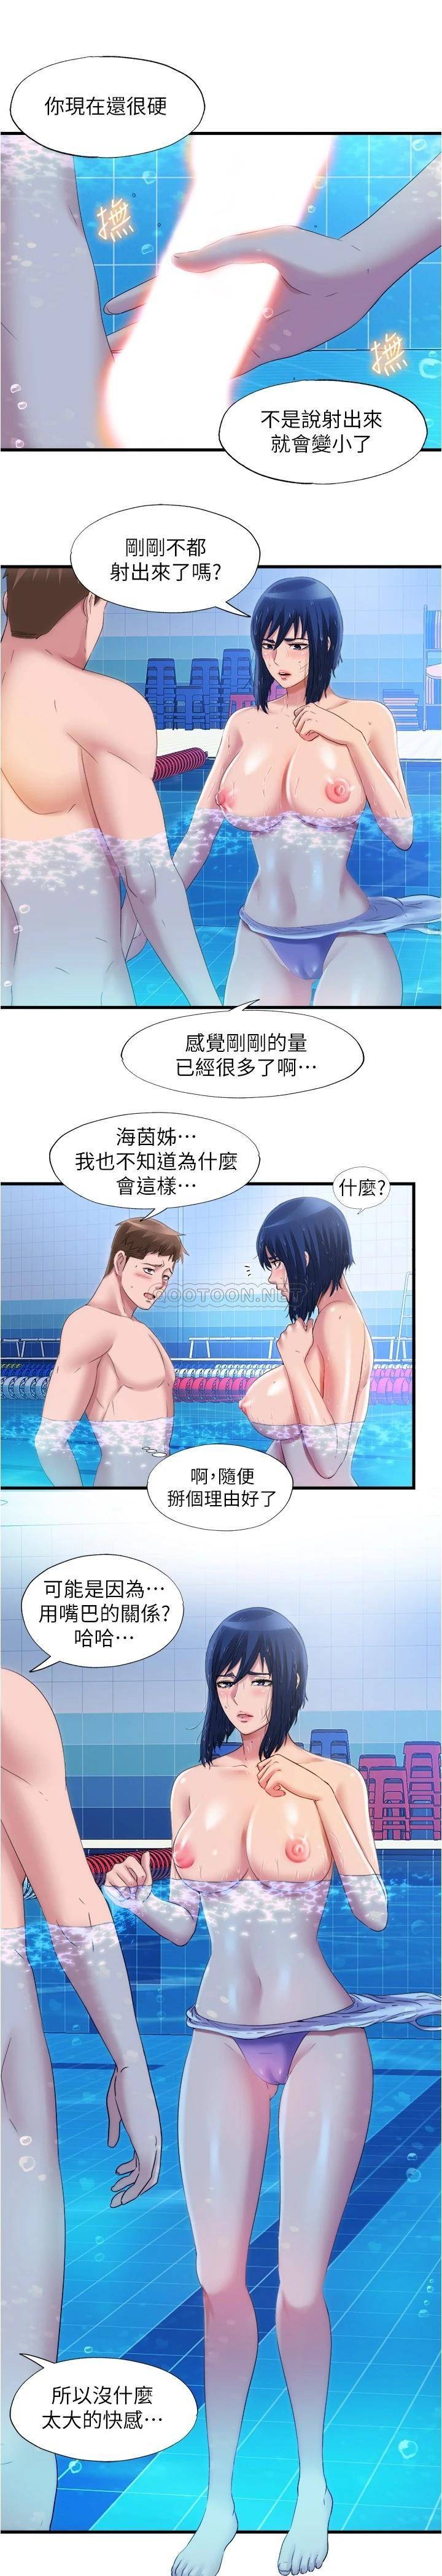 你現在還很硬
撫
撫
不是說射出來
就會變小了
剛剛不都
射出來了嗎?
感覺剛剛的量
已經很多了啊…
海茵姊…
我也不知道為什麼
會這樣…
什麼?
TOOTOON.NET
啊,隨便
掰個理由好了
可能是因為…
用嘴巴的關係?
哈哈…
所以沒什麼
太大的快感…